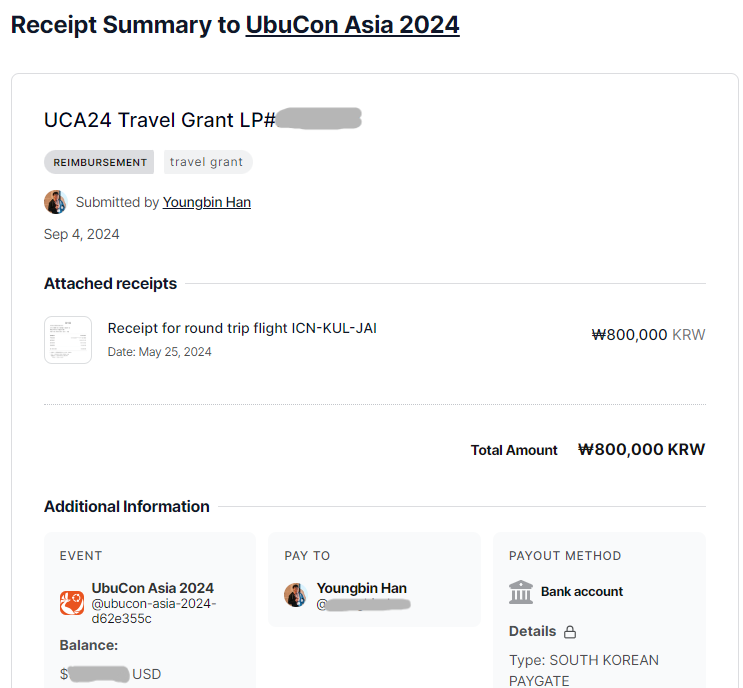 Receipt Summary to UbuCon Asia 2024
UCA24 Travel Grant LP#
REIMBURSEMENT travel grant
Submitted by Youngbin Han
Sep 4, 2024
Attached receipts
Receipt for round trip flight ICN-KUL-JAI
₩800,000 KRW
Date: May 25, 2024
Total Amount ₩800,000 KRW
Additional Information
EVENT
UbuCon Asia 2024
@ubucon-asia-2024-
d62e355c
Balance:
$ USD
PAY TO
Youngbin Han
@
PAYOUT METHOD
Bank account
Details
Type: SOUTH KOREAN
PAYGATE